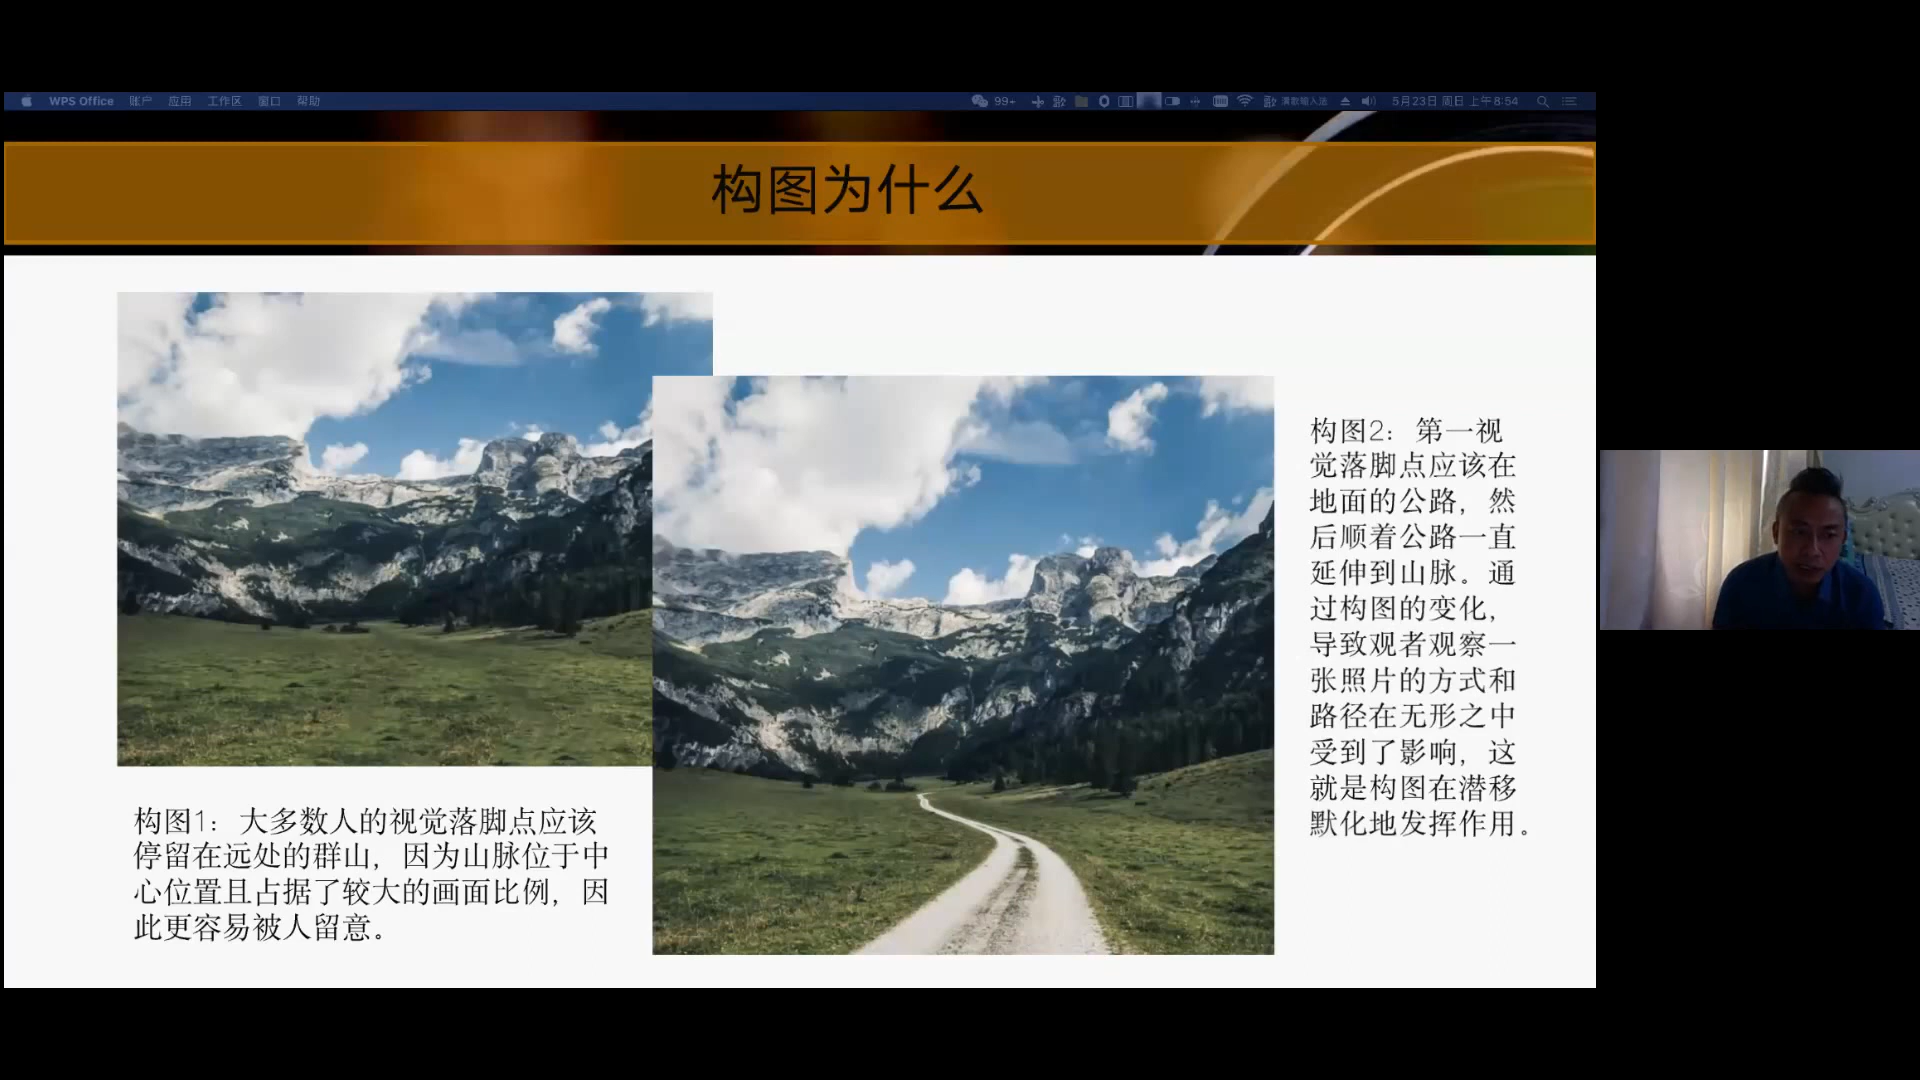 WPS Office 账户 应用 工作区 窗口 帮助 99+ 5月23日 周日 上午8:54
构图为什么
构图1：大多数人的视觉落脚点应该
停留在远处的群山，因为山脉位于中
心位置且占据了较大的画面比例，因
此更容易被人留意。
构图2：第一视
觉落脚点应该在
地面的公路，然
后顺着公路一直
延伸到山脉。通
过构图的变化，
导致观者观察一
张照片的方式和
路径在无形之中
受到了影响，这
就是构图在潜移
默化地发挥作用。